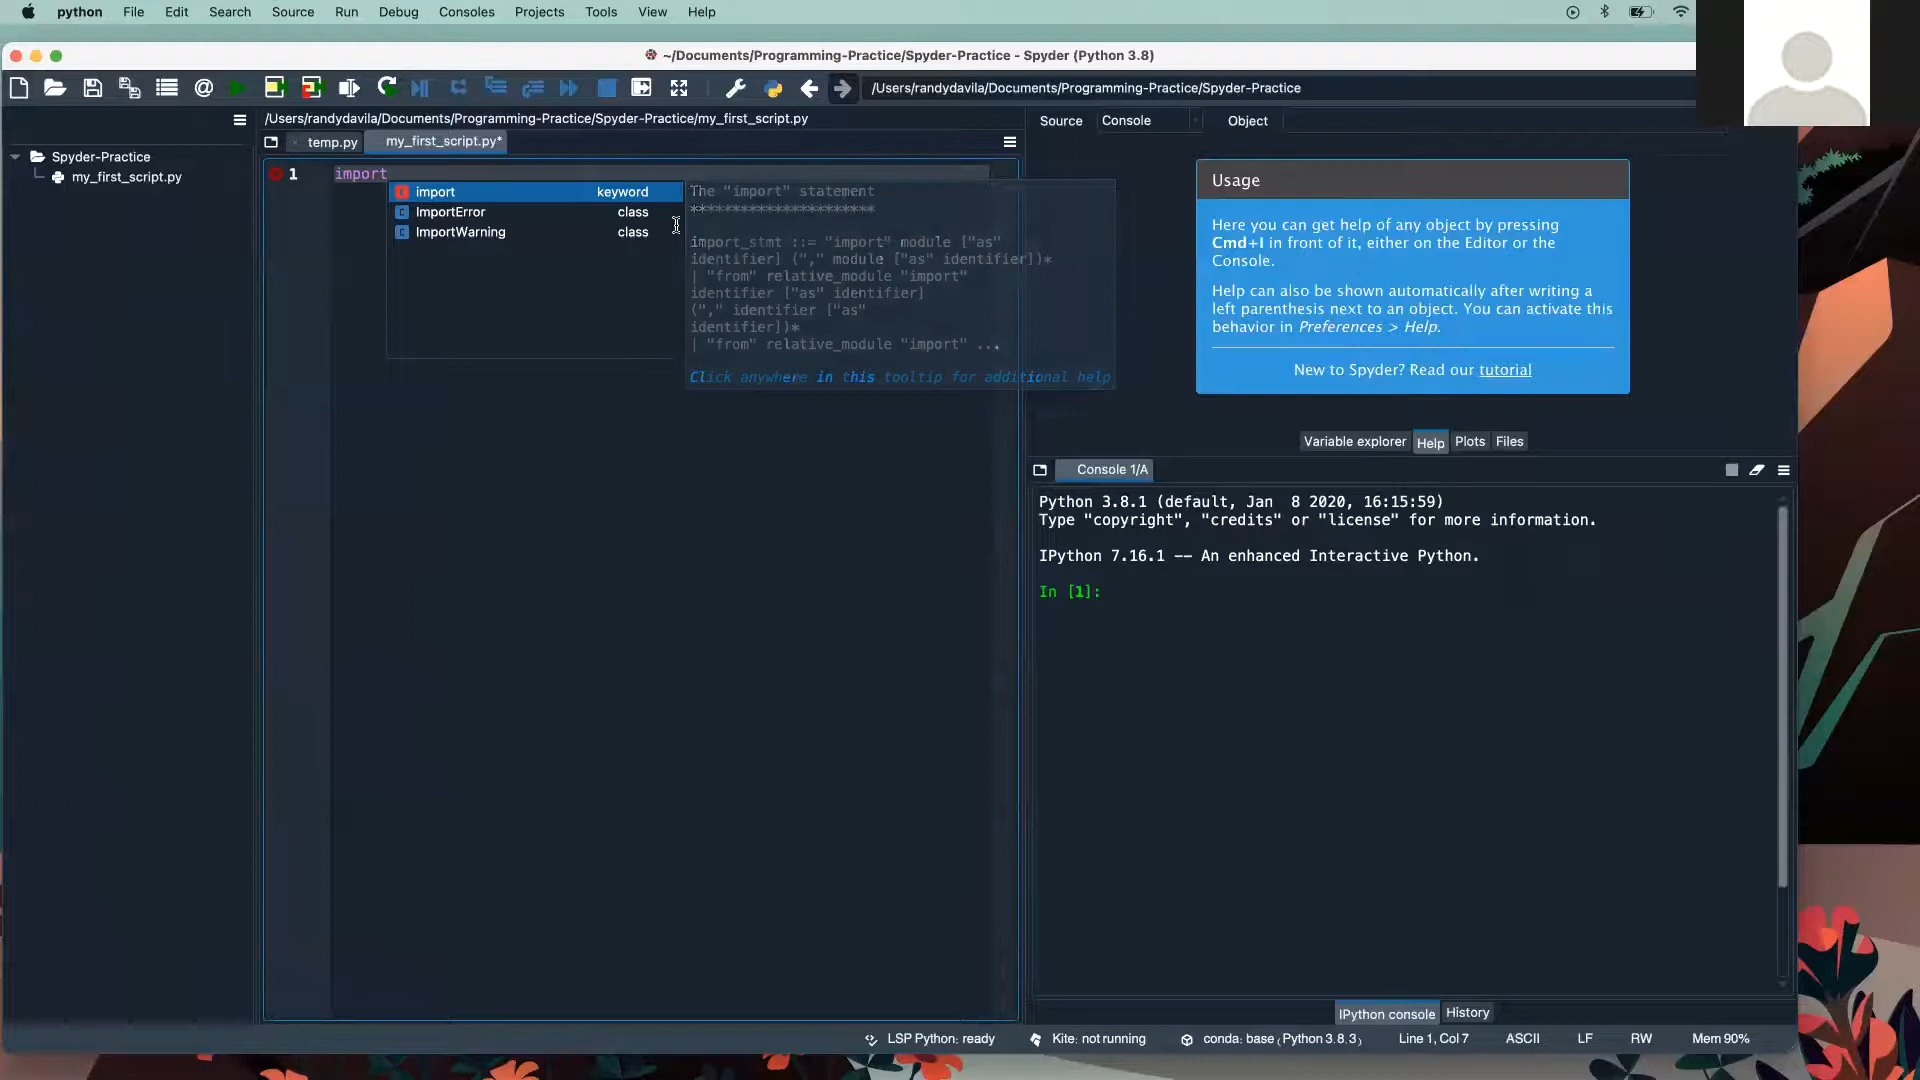 python File Edit Search Source Run Debug Consoles Projects Tools View Help
~/Documents/Programming-Practice/Spyder-Practice - Spyder (Python 3.8)
/Users/randydavila/Documents/Programming-Practice/Spyder-Practice
/Users/randydavila/Documents/Programming-Practice/Spyder-Practice/my_first_script.py
Source Console Object
temp.py my_first_script.py*
Spyder-Practice
my_first_script.py
1 import
import keyword
ImportError class
ImportWarning class
The "import" statement
**********************
import_stmt ::= "import" module ["as"
identifier] ("," module ["as" identifier])*
| "from" relative_module "import"
identifier ["as" identifier]
("," identifier ["as"
identifier])*
| "from" relative_module "import" ...
Click anywhere in this tooltip for additional help
Usage
Here you can get help of any object by pressing
Cmd+I in front of it, either on the Editor or the
Console.
Help can also be shown automatically after writing a
left parenthesis next to an object. You can activate this
behavior in Preferences > Help.
New to Spyder? Read our tutorial
Variable explorer Help Plots Files
Console 1/A
Python 3.8.1 (default, Jan  8 2020, 16:15:59)
Type "copyright", "credits" or "license" for more information.
IPython 7.16.1 -- An enhanced Interactive Python.
In [1]:
IPython console History
LSP Python: ready Kite: not running conda: base (Python 3.8.3) Line 1, Col 7 ASCII LF RW Mem 90%